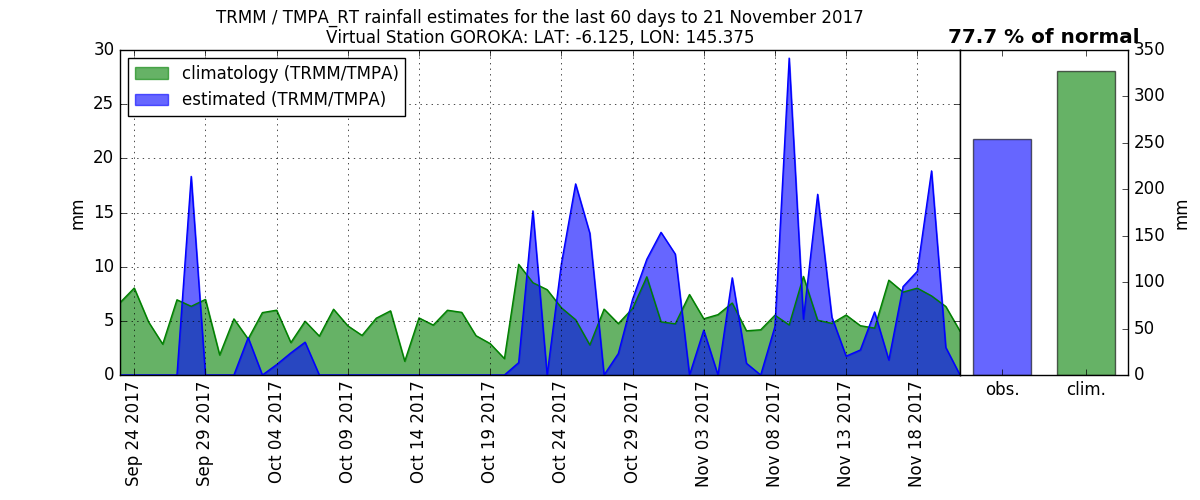 TRMM / TMPA_RT rainfall estimates for the last 60 days to 21 November 2017
Virtual Station GOROKA: LAT: -6.125, LON: 145.375
77.7 % of normal
climatology (TRMM/TMPA)
estimated (TRMM/TMPA)
mm
30
25
20
15
10
5
0
Sep 24 2017
Sep 29 2017
Oct 04 2017
Oct 09 2017
Oct 14 2017
Oct 19 2017
Oct 24 2017
Oct 29 2017
Nov 03 2017
Nov 08 2017
Nov 13 2017
Nov 18 2017
obs.
clim.
350
300
250
200
150
100
50
0
mm